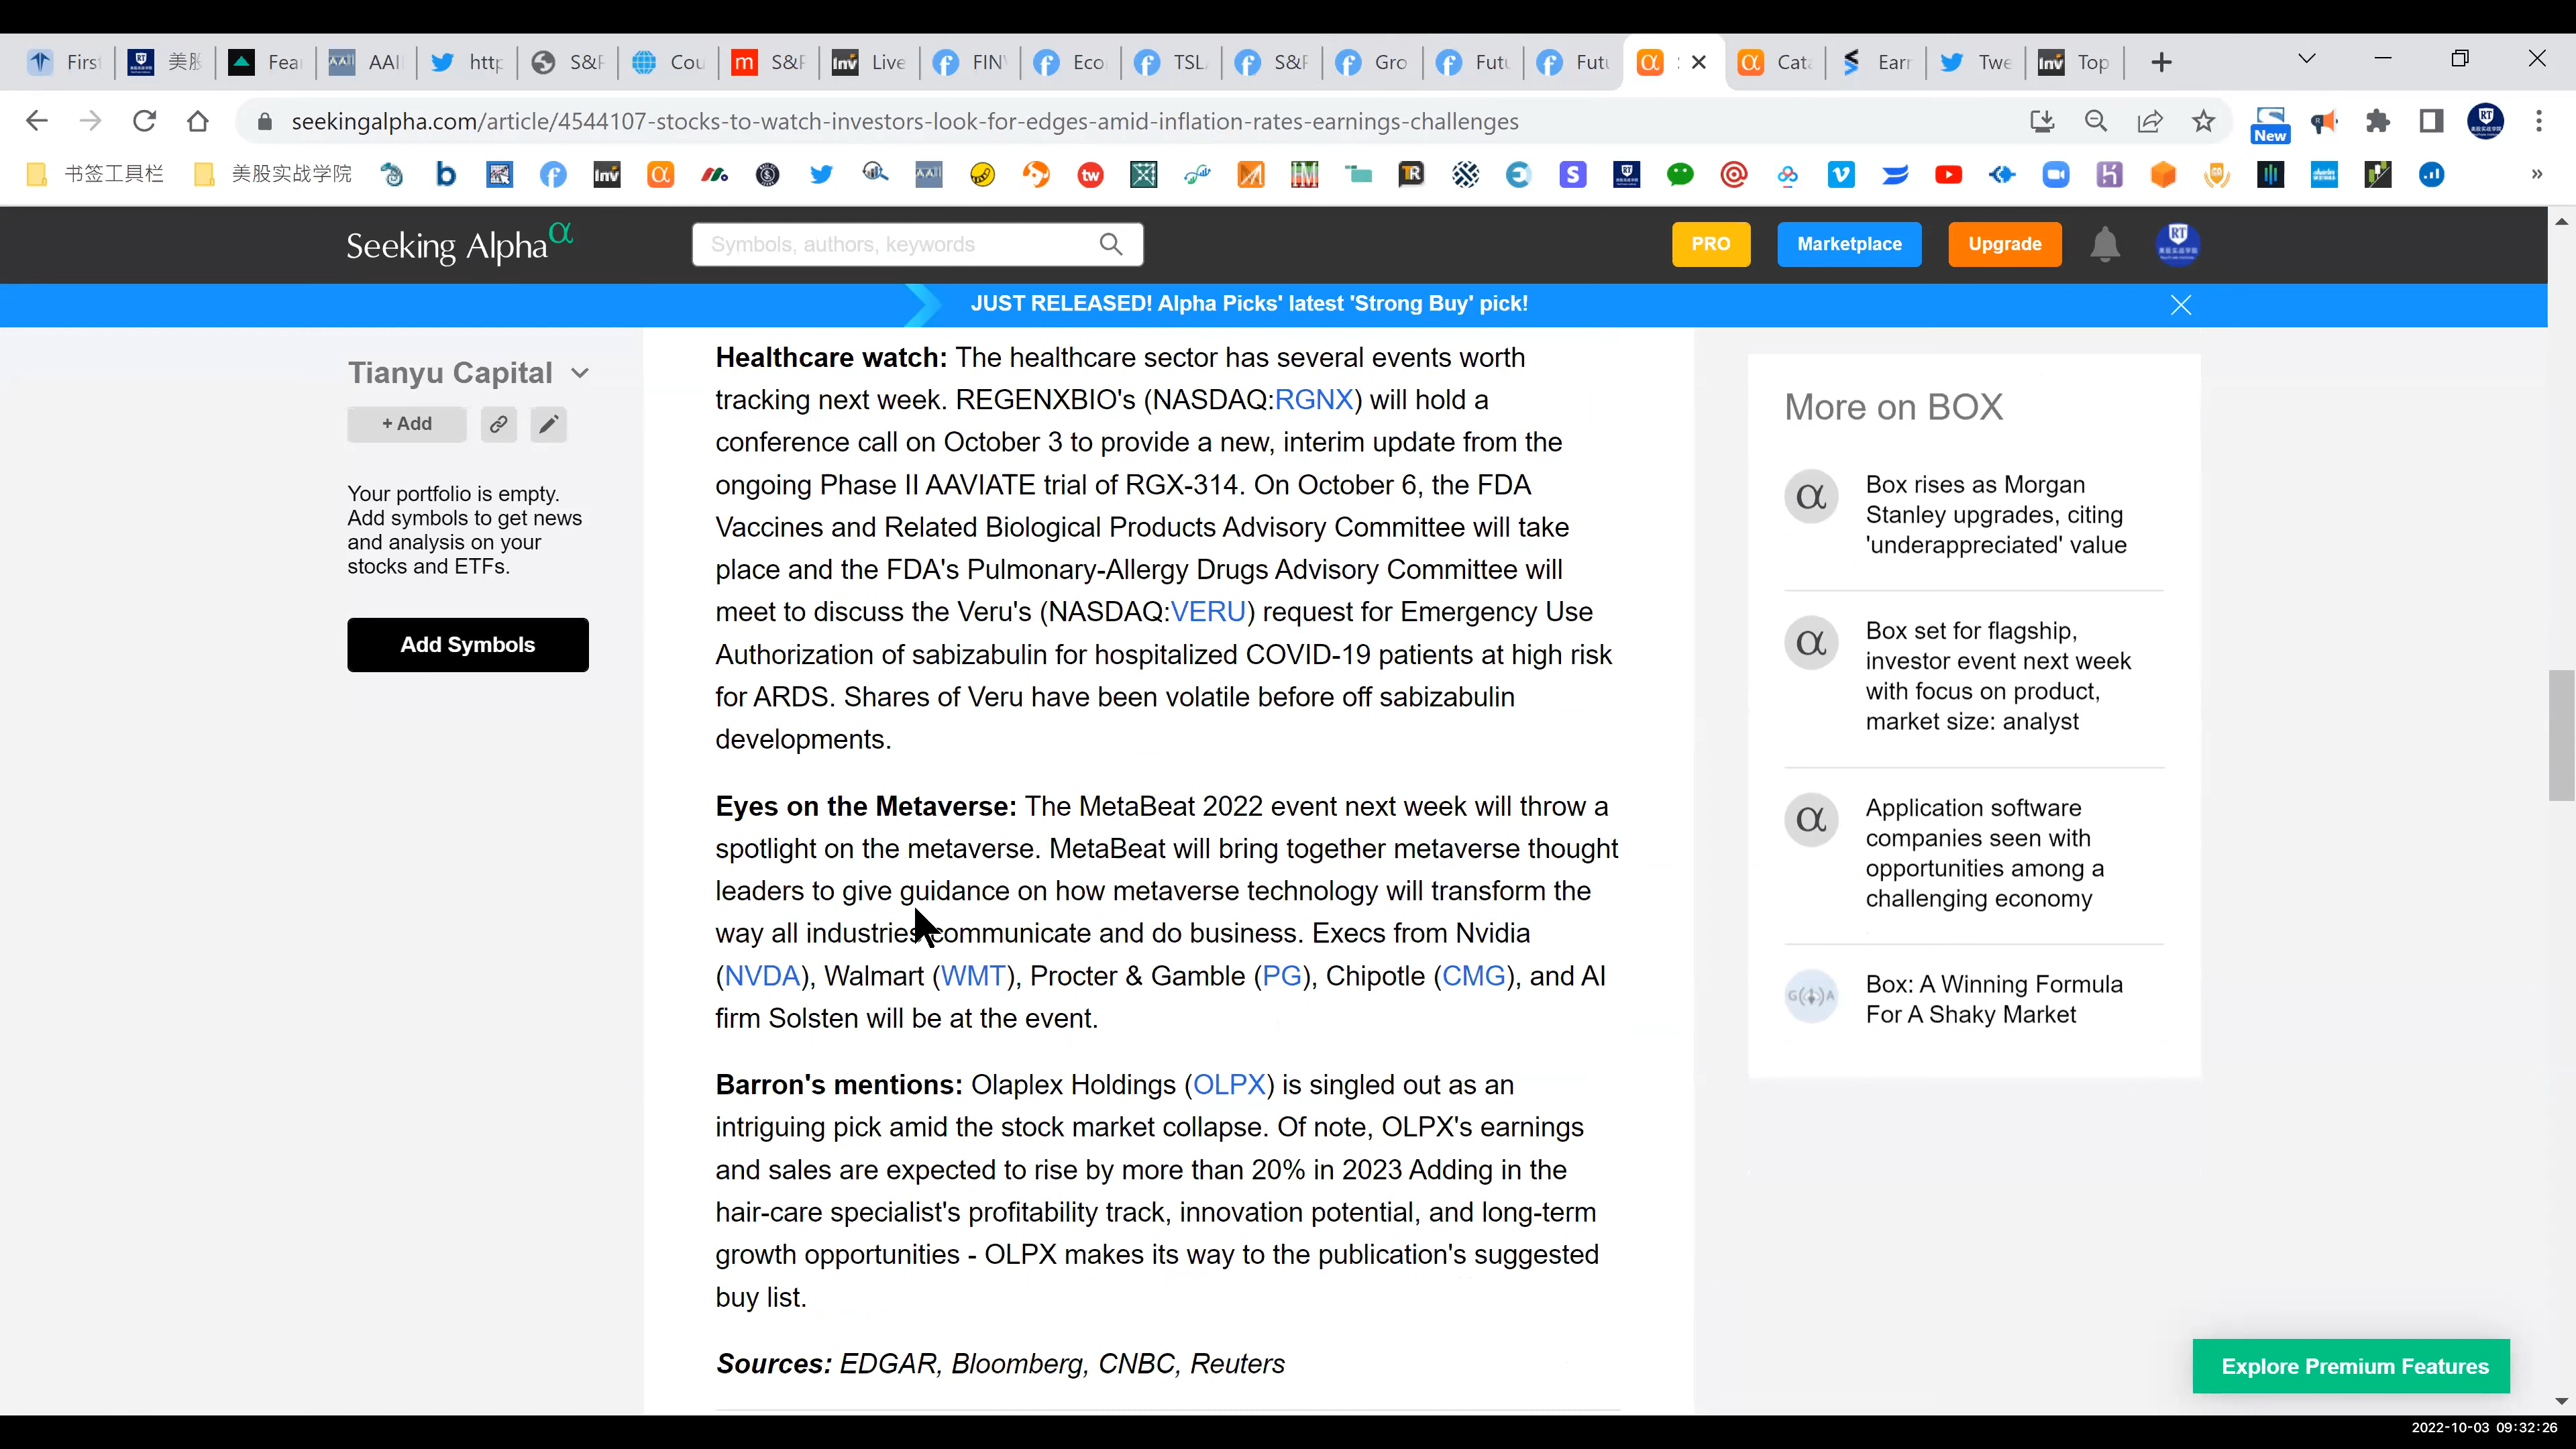 First
美股
Fear
AAII
http
S&P
Cou
S&P
Live
FINV
Eco
TSL
S&P
Gro
Futu
Futu
Cata
Earn
Twe
Top
seekingalpha.com/article/4544107-stocks-to-watch-investors-look-for-edges-amid-inflation-rates-earnings-challenges
New
书签工具栏
美股实战学院
Seeking Alpha α
Symbols, authors, keywords
PRO
Marketplace
Upgrade
JUST RELEASED! Alpha Picks' latest 'Strong Buy' pick!
Tianyu Capital
+ Add
Your portfolio is empty.
Add symbols to get news
and analysis on your
stocks and ETFs.
Add Symbols
Healthcare watch: The healthcare sector has several events worth
tracking next week. REGENXBIO's (NASDAQ:RGNX) will hold a
conference call on October 3 to provide a new, interim update from the
ongoing Phase II AAVIATE trial of RGX-314. On October 6, the FDA
Vaccines and Related Biological Products Advisory Committee will take
place and the FDA's Pulmonary-Allergy Drugs Advisory Committee will
meet to discuss the Veru's (NASDAQ:VERU) request for Emergency Use
Authorization of sabizabulin for hospitalized COVID-19 patients at high risk
for ARDS. Shares of Veru have been volatile before off sabizabulin
developments.
Eyes on the Metaverse: The MetaBeat 2022 event next week will throw a
spotlight on the metaverse. MetaBeat will bring together metaverse thought
leaders to give guidance on how metaverse technology will transform the
way all industries communicate and do business. Execs from Nvidia
(NVDA), Walmart (WMT), Procter & Gamble (PG), Chipotle (CMG), and AI
firm Solsten will be at the event.
Barron's mentions: Olaplex Holdings (OLPX) is singled out as an
intriguing pick amid the stock market collapse. Of note, OLPX's earnings
and sales are expected to rise by more than 20% in 2023 Adding in the
hair-care specialist's profitability track, innovation potential, and long-term
growth opportunities - OLPX makes its way to the publication's suggested
buy list.
Sources: EDGAR, Bloomberg, CNBC, Reuters
More on BOX
Box rises as Morgan
Stanley upgrades, citing
'underappreciated' value
Box set for flagship,
investor event next week
with focus on product,
market size: analyst
Application software
companies seen with
opportunities among a
challenging economy
Box: A Winning Formula
For A Shaky Market
Explore Premium Features
2022-10-03 09:32:26